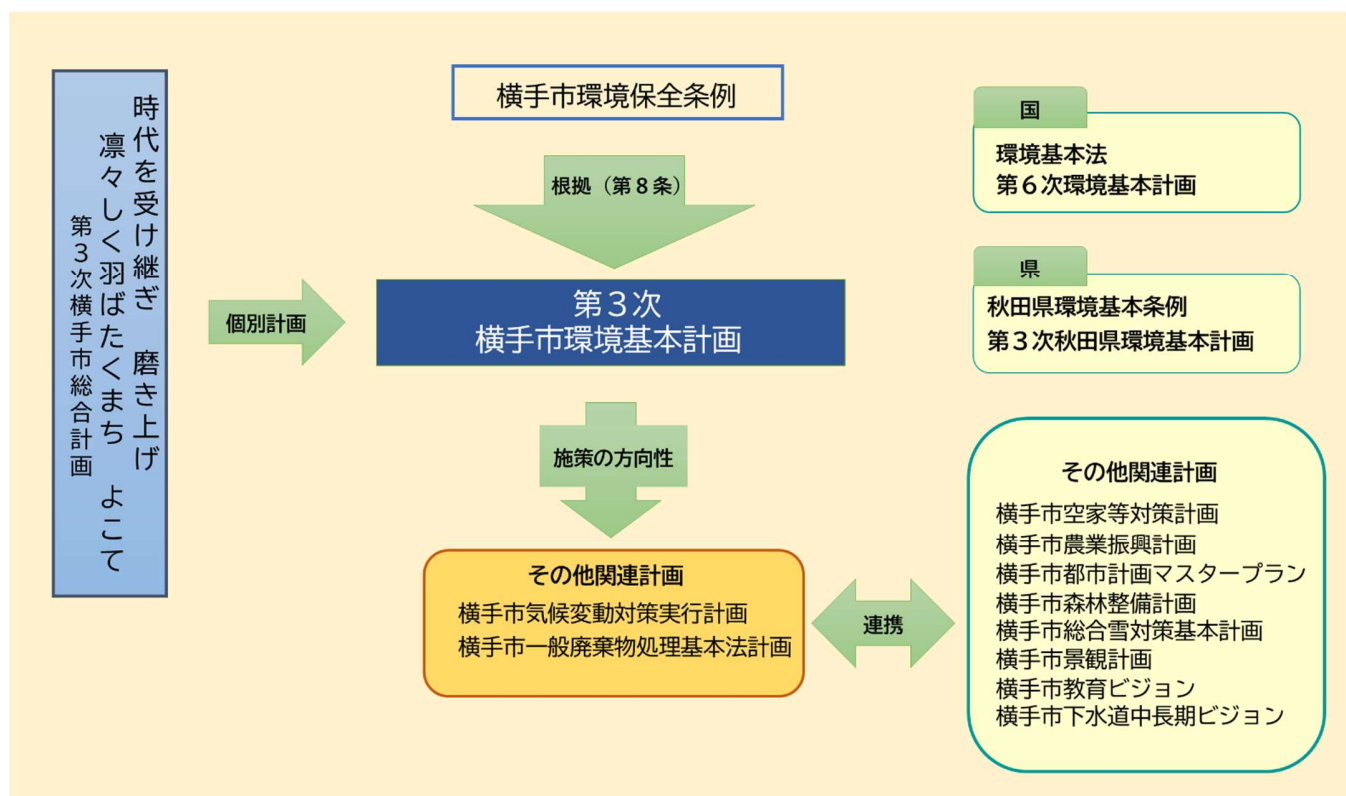 時代を受け継ぎ　磨き上げ
凛々しく羽ばたくまち　よこて
第３次横手市総合計画
横手市環境保全条例
根拠（第８条）
個別計画
第３次
横手市環境基本計画
施策の方向性
その他関連計画
横手市気候変動対策実行計画
横手市一般廃棄物処理基本法計画
連携
国
環境基本法
第６次環境基本計画
県
秋田県環境基本条例
第３次秋田県環境基本計画
その他関連計画
横手市空家等対策計画
横手市農業振興計画
横手市都市計画マスタープラン
横手市森林整備計画
横手市総合雪対策基本計画
横手市景観計画
横手市教育ビジョン
横手市下水道中長期ビジョン